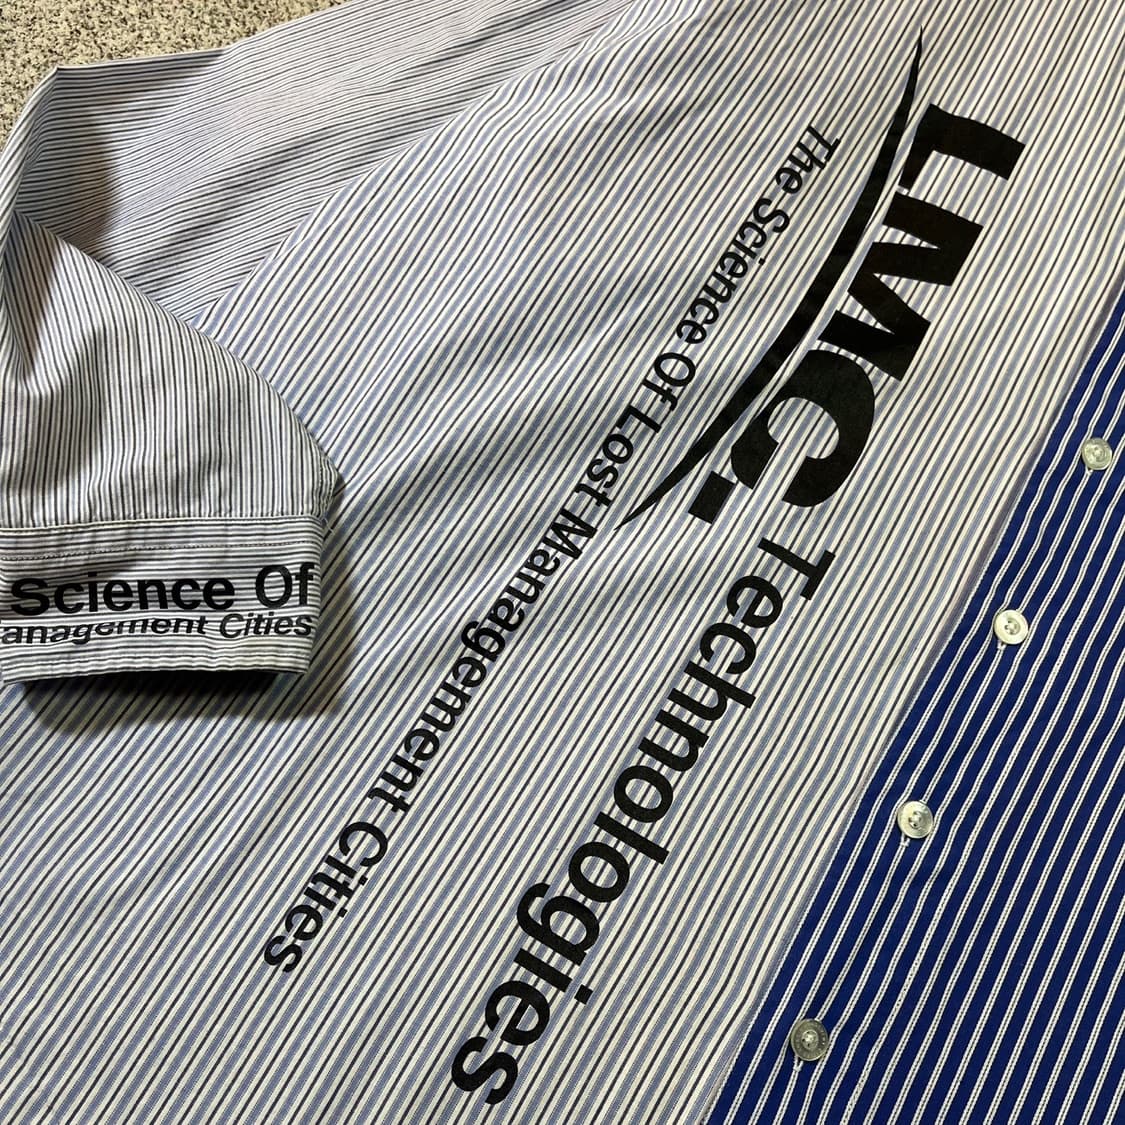 LMC.
Technologies
The Science Of Lost Management Cities
Science Of
anagement Cities